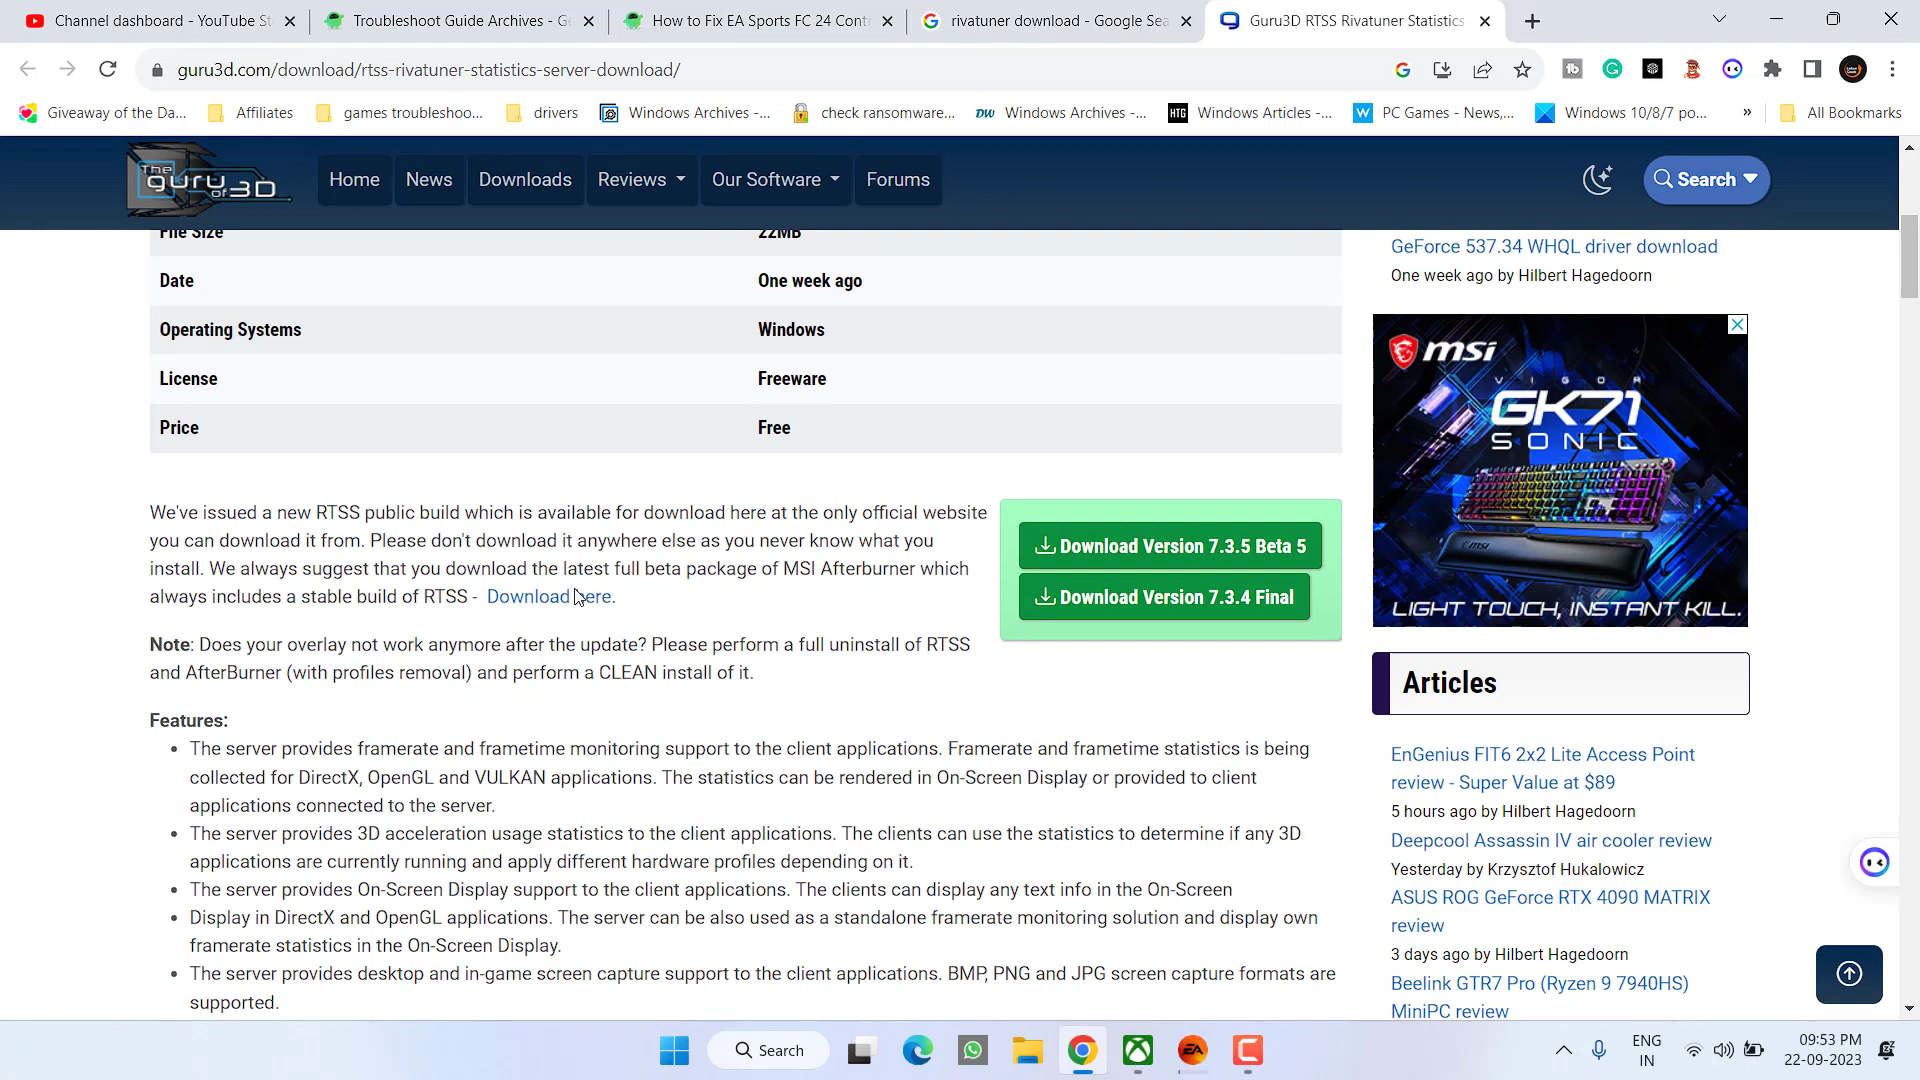 Channel dashboard - YouTube St
Troubleshoot Guide Archives - Ge
How to Fix EA Sports FC 24 Contr
rivatuner download - Google Sea
Guru3D RTSS Rivatuner Statistics
guru3d.com/download/rtss-rivatuner-statistics-server-download/
Giveaway of the Da...
Affiliates
games troubleshoo...
drivers
Windows Archives -...
check ransomware...
DW Windows Archives -...
HTG Windows Articles -...
W PC Games - News,...
Windows 10/8/7 po...
»
All Bookmarks
The guru of 3D
Home
News
Downloads
Reviews
Our Software
Forums
Search
File Size 22MB
Date One week ago
Operating Systems Windows
License Freeware
Price Free
We've issued a new RTSS public build which is available for download here at the only official website
you can download it from. Please don't download it anywhere else as you never know what you
install. We always suggest that you download the latest full beta package of MSI Afterburner which
always includes a stable build of RTSS - Download here.
Download Version 7.3.5 Beta 5
Download Version 7.3.4 Final
Note: Does your overlay not work anymore after the update? Please perform a full uninstall of RTSS
and AfterBurner (with profiles removal) and perform a CLEAN install of it.
Features:
• The server provides framerate and frametime monitoring support to the client applications. Framerate and frametime statistics is being
collected for DirectX, OpenGL and VULKAN applications. The statistics can be rendered in On-Screen Display or provided to client
applications connected to the server.
• The server provides 3D acceleration usage statistics to the client applications. The clients can use the statistics to determine if any 3D
applications are currently running and apply different hardware profiles depending on it.
• The server provides On-Screen Display support to the client applications. The clients can display any text info in the On-Screen
• Display in DirectX and OpenGL applications. The server can be also used as a standalone framerate monitoring solution and display own
framerate statistics in the On-Screen Display.
• The server provides desktop and in-game screen capture support to the client applications. BMP, PNG and JPG screen capture formats are
supported.
GeForce 537.34 WHQL driver download
One week ago by Hilbert Hagedoorn
msi
VIGOR
GK71
SONIC
LIGHT TOUCH, INSTANT KILL.
Articles
EnGenius FIT6 2x2 Lite Access Point
review - Super Value at $89
5 hours ago by Hilbert Hagedoorn
Deepcool Assassin IV air cooler review
Yesterday by Krzysztof Hukalowicz
ASUS ROG GeForce RTX 4090 MATRIX
review
3 days ago by Hilbert Hagedoorn
Beelink GTR7 Pro (Ryzen 9 7940HS)
MiniPC review
Search
EA
ENG
IN
09:53 PM
22-09-2023